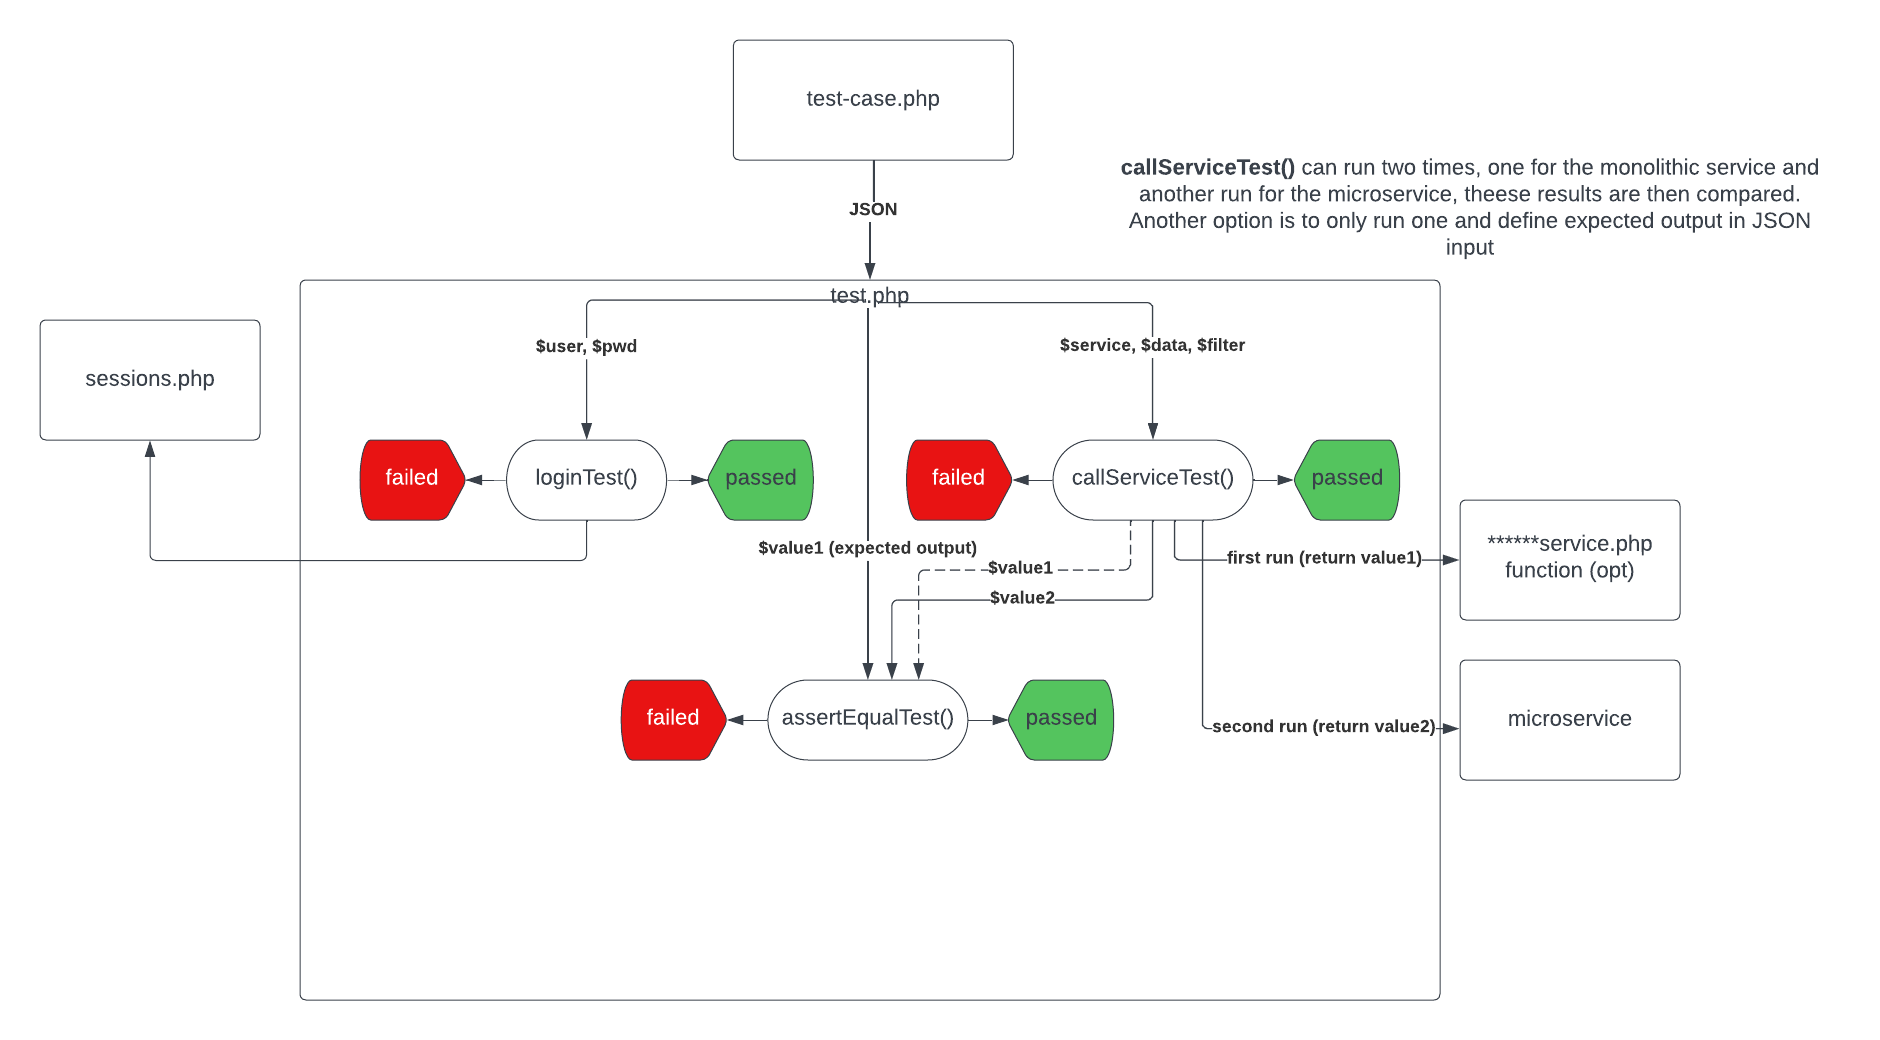 test-case.php
callServiceTest() can run two times, one for the monolithic service and
another run for the microservice, theese results are then compared.
Another option is to only run one and define expected output in JSON
input
JSON
test.php
$user, $pwd
$service, $data, $filter
sessions.php
failed
loginTest()
passed
failed
callServiceTest()
passed
$value1 (expected output)
$value1
$value2
first run (return value1)
******service.php
function (opt)
failed
assertEqualTest()
passed
second run (return value2)
microservice